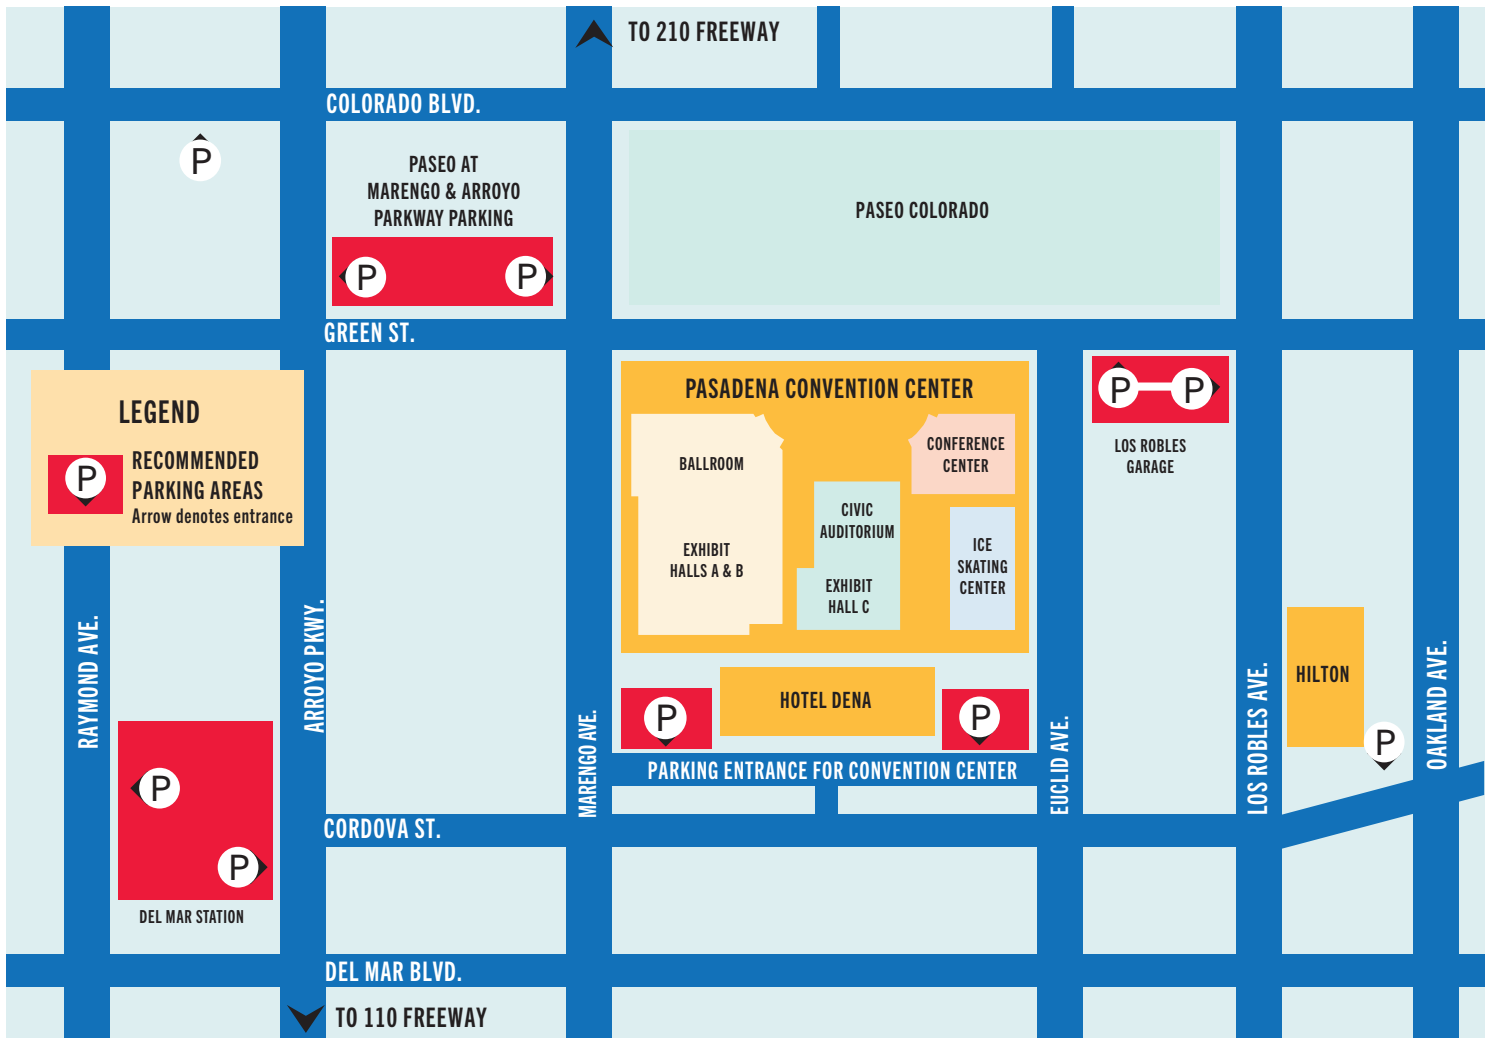 TO 210 FREEWAY
COLORADO BLVD.
P
PASEO AT
MARENGO & ARROYO
PARKWAY PARKING
P
P
PASEO COLORADO
GREEN ST.
LEGEND
P
RECOMMENDED
PARKING AREAS
Arrow denotes entrance
PASADENA CONVENTION CENTER
BALLROOM
EXHIBIT
HALLS A & B
CIVIC
AUDITORIUM
EXHIBIT
HALL C
CONFERENCE
CENTER
ICE
SKATING
CENTER
P
P
LOS ROBLES
GARAGE
RAYMOND AVE.
ARROYO PKWY.
MARENGO AVE.
EUCLID AVE.
LOS ROBLES AVE.
OAKLAND AVE.
HILTON
P
P
HOTEL DENA
P
PARKING ENTRANCE FOR CONVENTION CENTER
CORDOVA ST.
P
P
DEL MAR STATION
DEL MAR BLVD.
TO 110 FREEWAY